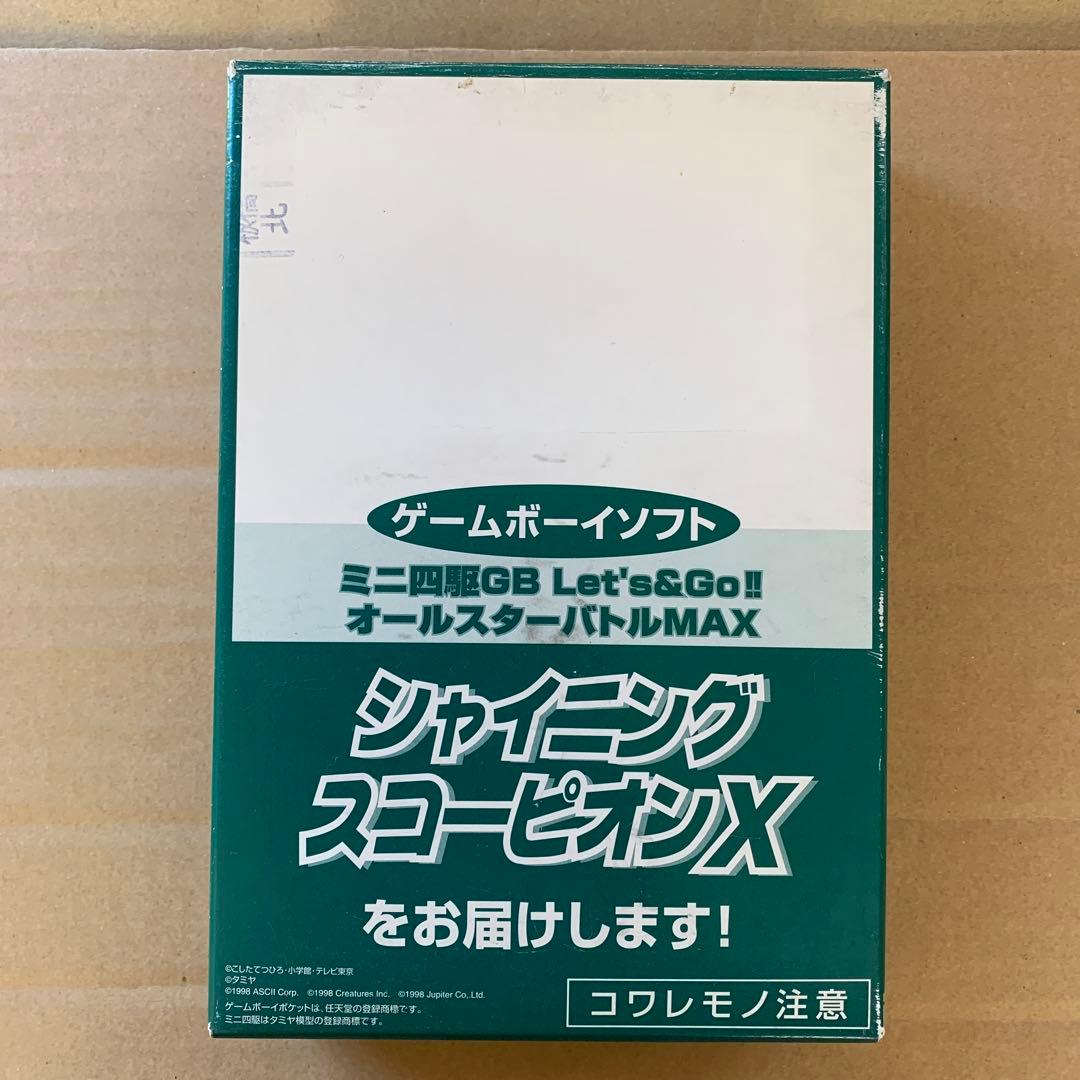 板橋
北
ゲームボーイソフト
ミニ四駆GB Let's&Go!!
オールスターバトルMAX
シャイニング
スコーピオンX
をお届けします!
©こしたてつひろ・小学館・テレビ東京
©タミヤ
©1998 ASCII Corp. ©1998 Creatures Inc. ©1998 Jupiter Co,.Ltd.
ゲームボーイポケットは、任天堂の登録商標です。
ミニ四駆はタミヤ模型の登録商標です。
コワレモノ注意